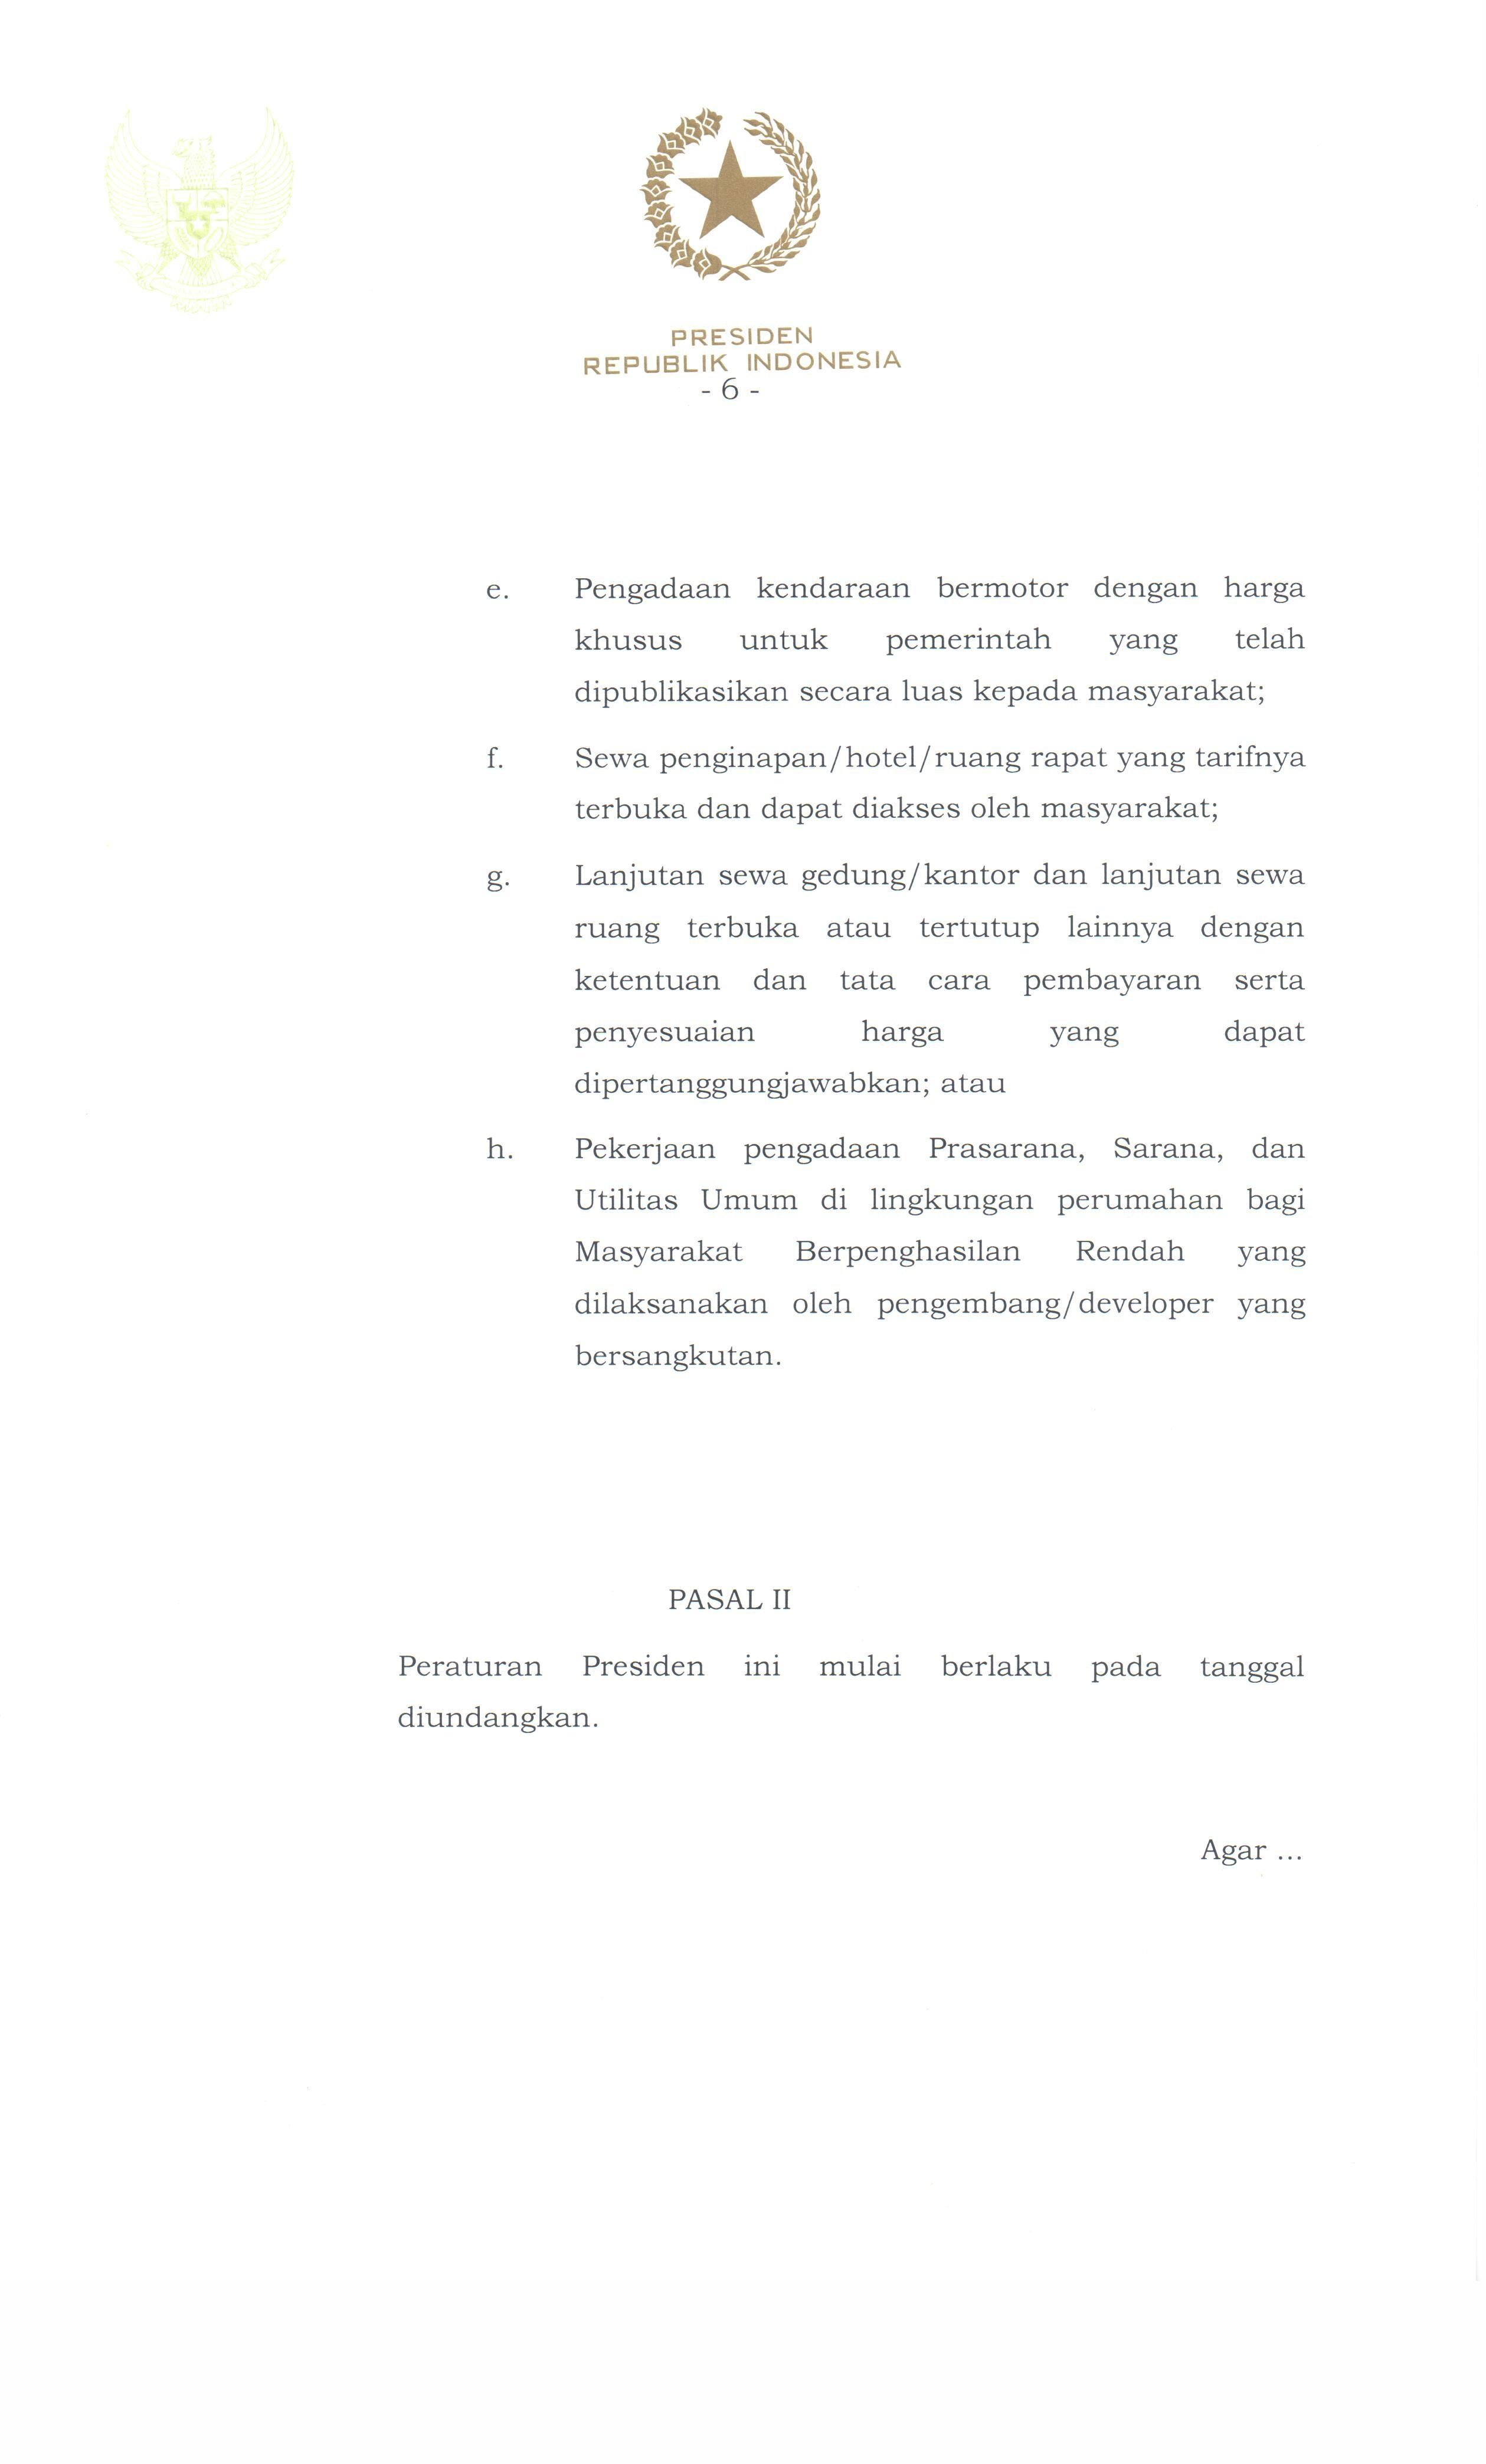 PRESIDEN
REPUBLIK INDONESIA
- 6 -
e. Pengadaan kendaraan bermotor dengan harga
khusus untuk pemerintah yang telah
dipublikasikan secara luas kepada masyarakat;
f. Sewa penginapan/hotel/ruang rapat yang tarifnya
terbuka dan dapat diakses oleh masyarakat;
g. Lanjutan sewa gedung/kantor dan lanjutan sewa
ruang terbuka atau tertutup lainnya dengan
ketentuan dan tata cara pembayaran serta
penyesuaian harga yang dapat
dipertanggungjawabkan; atau
h. Pekerjaan pengadaan Prasarana, Sarana, dan
Utilitas Umum di lingkungan perumahan bagi
Masyarakat Berpenghasilan Rendah yang
dilaksanakan oleh pengembang/developer yang
bersangkutan.
PASAL II
Peraturan Presiden ini mulai berlaku pada tanggal
diundangkan.
Agar ...